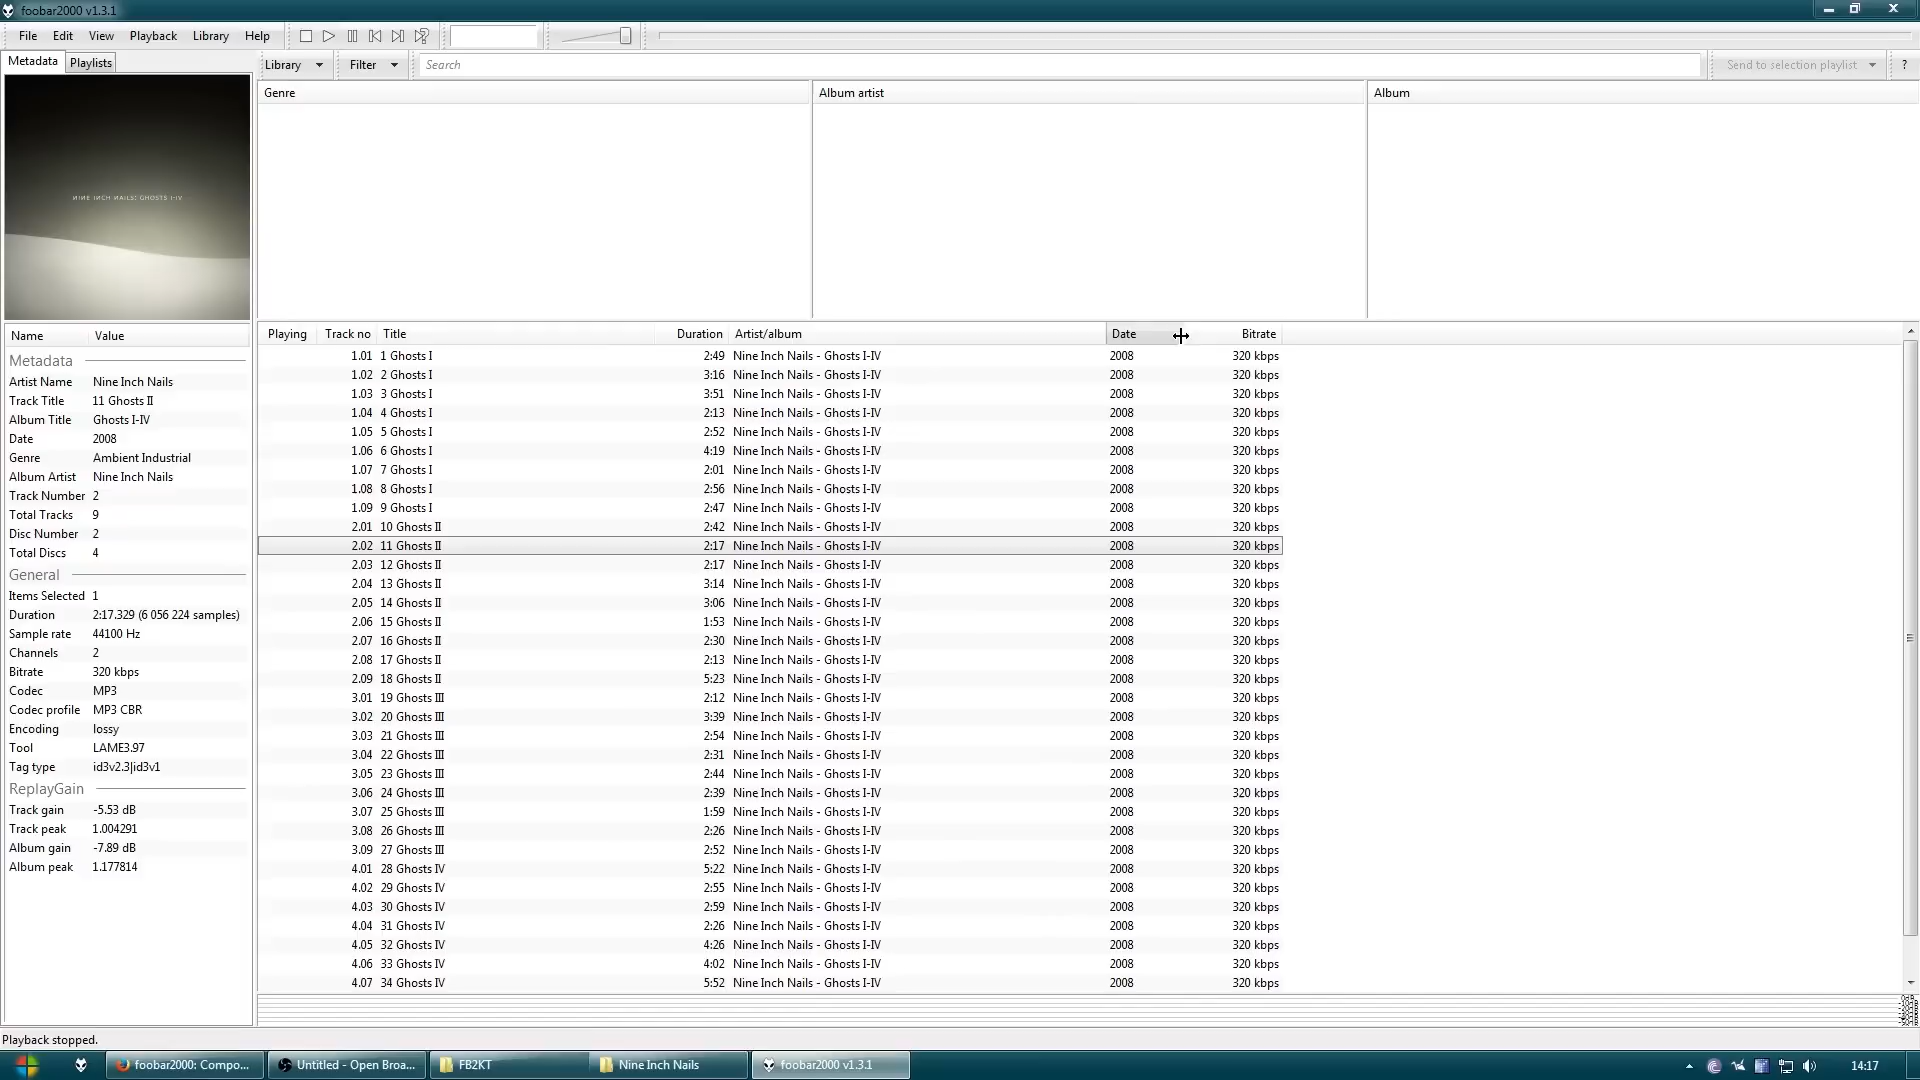 foobar2000 v1.3.1
File Edit View Playback Library Help
Metadata Playlists
Library Filter Search Send to selection playlist ?
Genre Album artist Album
NINE INCH NAILS: GHOSTS I-IV
Name Value
Metadata
Artist Name Nine Inch Nails
Track Title 11 Ghosts II
Album Title Ghosts I-IV
Date 2008
Genre Ambient Industrial
Album Artist Nine Inch Nails
Track Number 2
Total Tracks 9
Disc Number 2
Total Discs 4
General
Items Selected 1
Duration 2:17.329 (6 056 224 samples)
Sample rate 44100 Hz
Channels 2
Bitrate 320 kbps
Codec MP3
Codec profile MP3 CBR
Encoding lossy
Tool LAME3.97
Tag type id3v2.3|id3v1
ReplayGain
Track gain -5.53 dB
Track peak 1.004291
Album gain -7.89 dB
Album peak 1.177814
Playing Track no Title Duration Artist/album Date Bitrate
1.01 1 Ghosts I 2:49 Nine Inch Nails - Ghosts I-IV 2008 320 kbps
1.02 2 Ghosts I 3:16 Nine Inch Nails - Ghosts I-IV 2008 320 kbps
1.03 3 Ghosts I 3:51 Nine Inch Nails - Ghosts I-IV 2008 320 kbps
1.04 4 Ghosts I 2:13 Nine Inch Nails - Ghosts I-IV 2008 320 kbps
1.05 5 Ghosts I 2:52 Nine Inch Nails - Ghosts I-IV 2008 320 kbps
1.06 6 Ghosts I 4:19 Nine Inch Nails - Ghosts I-IV 2008 320 kbps
1.07 7 Ghosts I 2:01 Nine Inch Nails - Ghosts I-IV 2008 320 kbps
1.08 8 Ghosts I 2:56 Nine Inch Nails - Ghosts I-IV 2008 320 kbps
1.09 9 Ghosts I 2:47 Nine Inch Nails - Ghosts I-IV 2008 320 kbps
2.01 10 Ghosts II 2:42 Nine Inch Nails - Ghosts I-IV 2008 320 kbps
2.02 11 Ghosts II 2:17 Nine Inch Nails - Ghosts I-IV 2008 320 kbps
2.03 12 Ghosts II 2:17 Nine Inch Nails - Ghosts I-IV 2008 320 kbps
2.04 13 Ghosts II 3:14 Nine Inch Nails - Ghosts I-IV 2008 320 kbps
2.05 14 Ghosts II 3:06 Nine Inch Nails - Ghosts I-IV 2008 320 kbps
2.06 15 Ghosts II 1:53 Nine Inch Nails - Ghosts I-IV 2008 320 kbps
2.07 16 Ghosts II 2:30 Nine Inch Nails - Ghosts I-IV 2008 320 kbps
2.08 17 Ghosts II 2:13 Nine Inch Nails - Ghosts I-IV 2008 320 kbps
2.09 18 Ghosts II 5:23 Nine Inch Nails - Ghosts I-IV 2008 320 kbps
3.01 19 Ghosts III 2:12 Nine Inch Nails - Ghosts I-IV 2008 320 kbps
3.02 20 Ghosts III 3:39 Nine Inch Nails - Ghosts I-IV 2008 320 kbps
3.03 21 Ghosts III 2:54 Nine Inch Nails - Ghosts I-IV 2008 320 kbps
3.04 22 Ghosts III 2:31 Nine Inch Nails - Ghosts I-IV 2008 320 kbps
3.05 23 Ghosts III 2:44 Nine Inch Nails - Ghosts I-IV 2008 320 kbps
3.06 24 Ghosts III 2:39 Nine Inch Nails - Ghosts I-IV 2008 320 kbps
3.07 25 Ghosts III 1:59 Nine Inch Nails - Ghosts I-IV 2008 320 kbps
3.08 26 Ghosts III 2:26 Nine Inch Nails - Ghosts I-IV 2008 320 kbps
3.09 27 Ghosts III 2:52 Nine Inch Nails - Ghosts I-IV 2008 320 kbps
4.01 28 Ghosts IV 5:22 Nine Inch Nails - Ghosts I-IV 2008 320 kbps
4.02 29 Ghosts IV 2:55 Nine Inch Nails - Ghosts I-IV 2008 320 kbps
4.03 30 Ghosts IV 2:59 Nine Inch Nails - Ghosts I-IV 2008 320 kbps
4.04 31 Ghosts IV 2:26 Nine Inch Nails - Ghosts I-IV 2008 320 kbps
4.05 32 Ghosts IV 4:26 Nine Inch Nails - Ghosts I-IV 2008 320 kbps
4.06 33 Ghosts IV 4:02 Nine Inch Nails - Ghosts I-IV 2008 320 kbps
4.07 34 Ghosts IV 5:52 Nine Inch Nails - Ghosts I-IV 2008 320 kbps
Playback stopped.
foobar2000: Compo... Untitled - Open Broa... FB2KT Nine Inch Nails foobar2000 v1.3.1 14:17